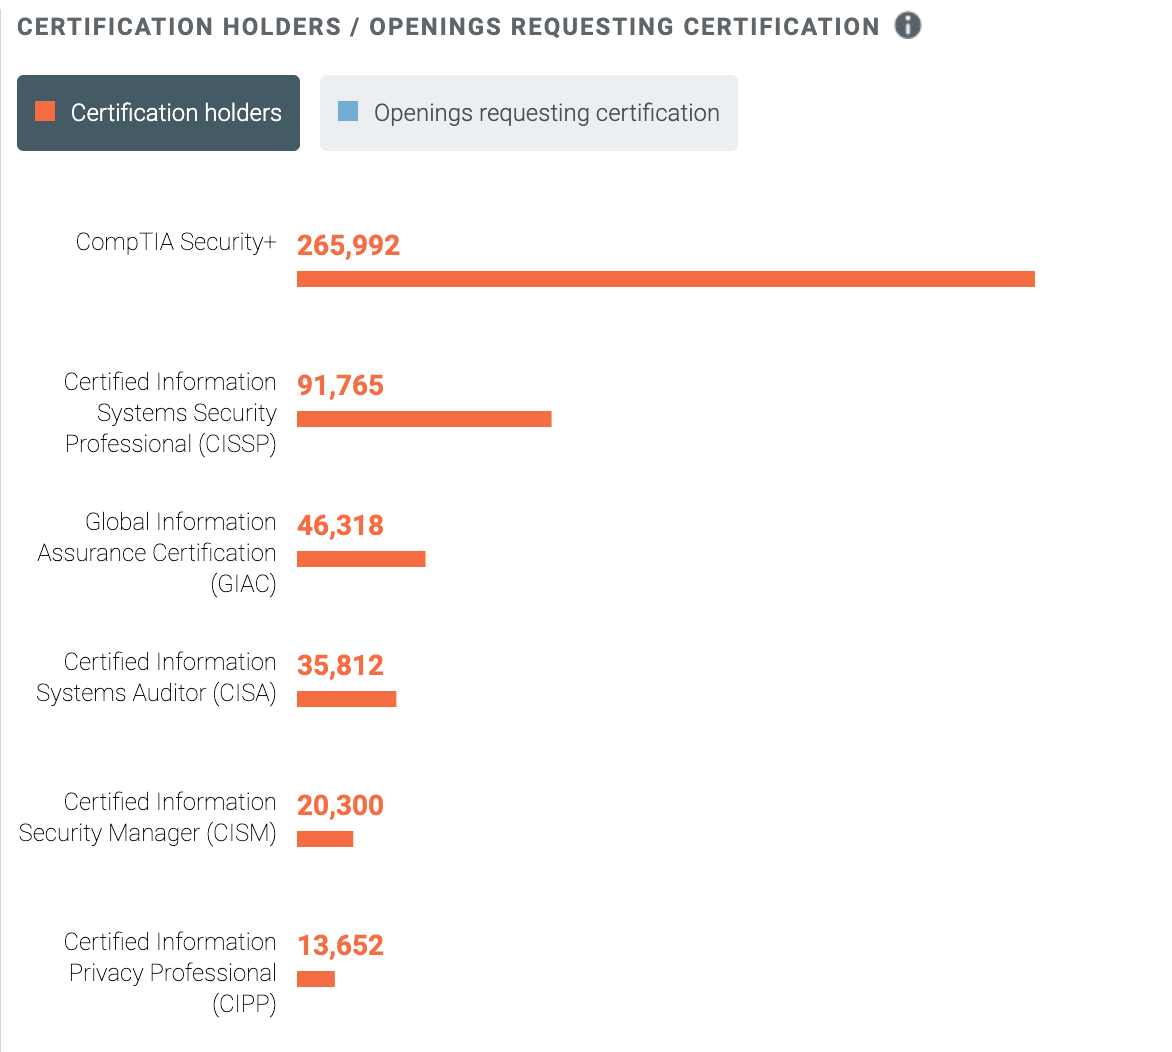 CERTIFICATION HOLDERS / OPENINGS REQUESTING CERTIFICATION i
Certification holders
Openings requesting certification
CompTIA Security+
265,992
Certified Information
Systems Security
Professional (CISSP)
91,765
Global Information
Assurance Certification
(GIAC)
46,318
Certified Information
Systems Auditor (CISA)
35,812
Certified Information
Security Manager (CISM)
20,300
Certified Information
Privacy Professional
(CIPP)
13,652